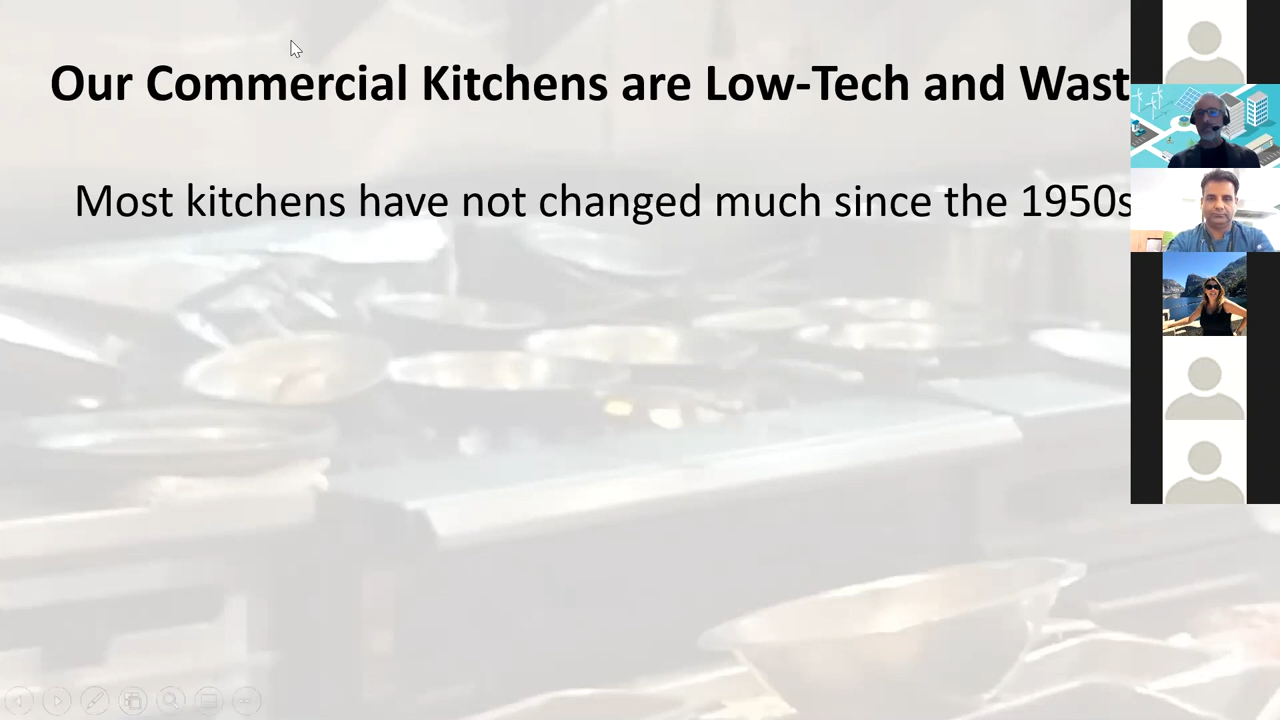 Our Commercial Kitchens are Low-Tech and Wast
Most kitchens have not changed much since the 1950s